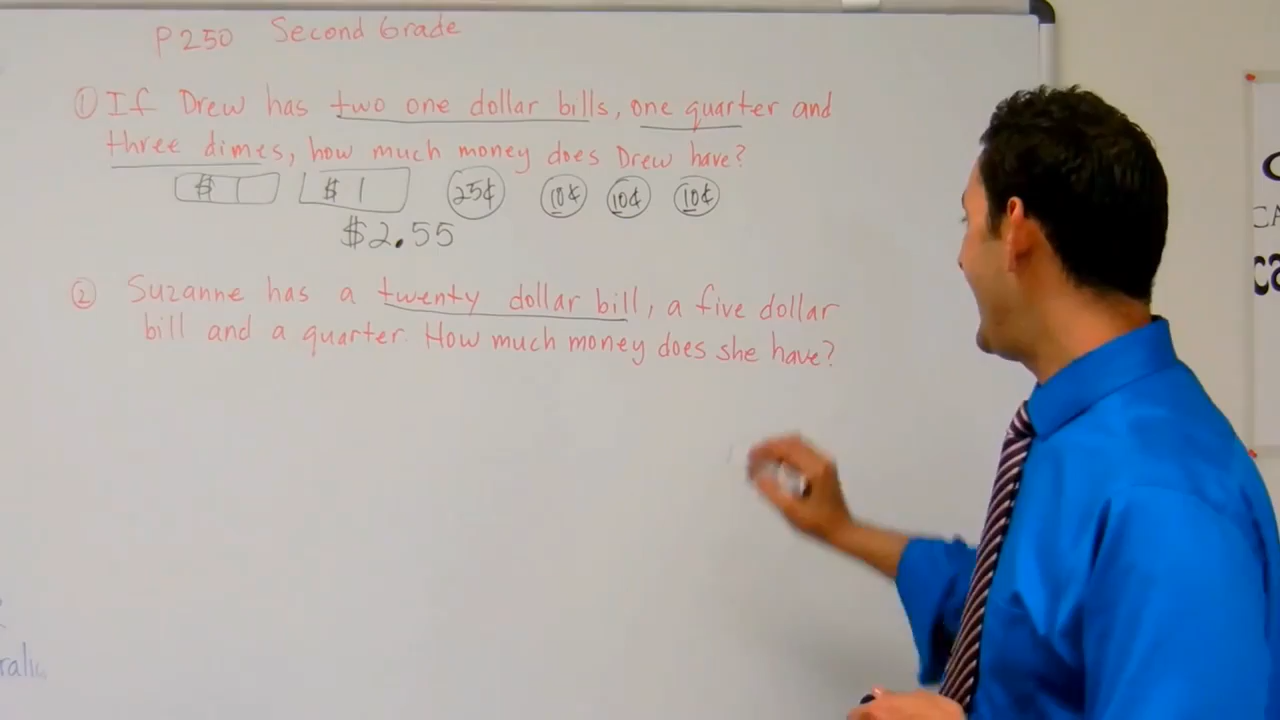 P250 Second Grade
① If Drew has two one dollar bills, one quarter and
three dimes, how much money does Drew have?
$ 1 $ 1 25¢ 10¢ 10¢ 10¢
$2.55
② Suzanne has a twenty dollar bill, a five dollar
bill and a quarter. How much money does she have?